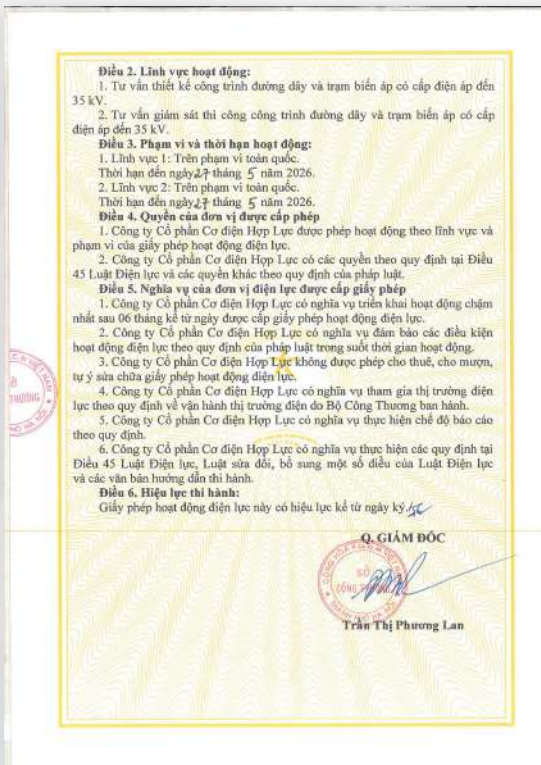 Điều 2. Lĩnh vực hoạt động:
1. Tư vấn thiết kế công trình đường dây và trạm biến áp có cấp điện áp đến
35 kV.
2. Tư vấn giám sát thi công công trình đường dây và trạm biến áp có cấp
điện áp đến 35 kV.
Điều 3. Phạm vi và thời hạn hoạt động:
1. Lĩnh vực 1: Trên phạm vi toàn quốc.
Thời hạn đến ngày 27 tháng 5 năm 2026.
2. Lĩnh vực 2: Trên phạm vi toàn quốc.
Thời hạn đến ngày 27 tháng 5 năm 2026.
Điều 4. Quyền của đơn vị được cấp phép
1. Công ty Cổ phần Cơ điện Hợp Lực được phép hoạt động theo lĩnh vực và
phạm vi của giấy phép hoạt động điện lực.
2. Công ty Cổ phần Cơ điện Hợp Lực có các quyền theo quy định tại Điều
45 Luật Điện lực và các quyền khác theo quy định của pháp luật.
Điều 5. Nghĩa vụ của đơn vị điện lực được cấp giấy phép
1. Công ty Cổ phần Cơ điện Hợp Lực có nghĩa vụ triển khai hoạt động chậm
nhất sau 06 tháng kể từ ngày được cấp giấy phép hoạt động điện lực.
2. Công ty Cổ phần Cơ điện Hợp Lực có nghĩa vụ đảm bảo các điều kiện
hoạt động điện lực theo quy định của pháp luật trong suốt thời gian hoạt động.
3. Công ty Cổ phần Cơ điện Hợp Lực không được phép cho thuê, cho mượn,
tự ý sửa chữa giấy phép hoạt động điện lực.
4. Công ty Cổ phần Cơ điện Hợp Lực có nghĩa vụ tham gia thị trường điện
lực theo quy định về vận hành thị trường điện do Bộ Công Thương ban hành.
5. Công ty Cổ phần Cơ điện Hợp Lực có nghĩa vụ thực hiện chế độ báo cáo
theo quy định.
6. Công ty Cổ phần Cơ điện Hợp Lực có nghĩa vụ thực hiện các quy định tại
Điều 45 Luật Điện lực, Luật sửa đổi, bổ sung một số điều của Luật Điện lực
và các văn bản hướng dẫn thi hành.
Điều 6. Hiệu lực thi hành:
Giấy phép hoạt động điện lực này có hiệu lực kể từ ngày ký.
Q. GIÁM ĐỐC
SỞ
CÔNG THƯƠNG
Trần Thị Phương Lan